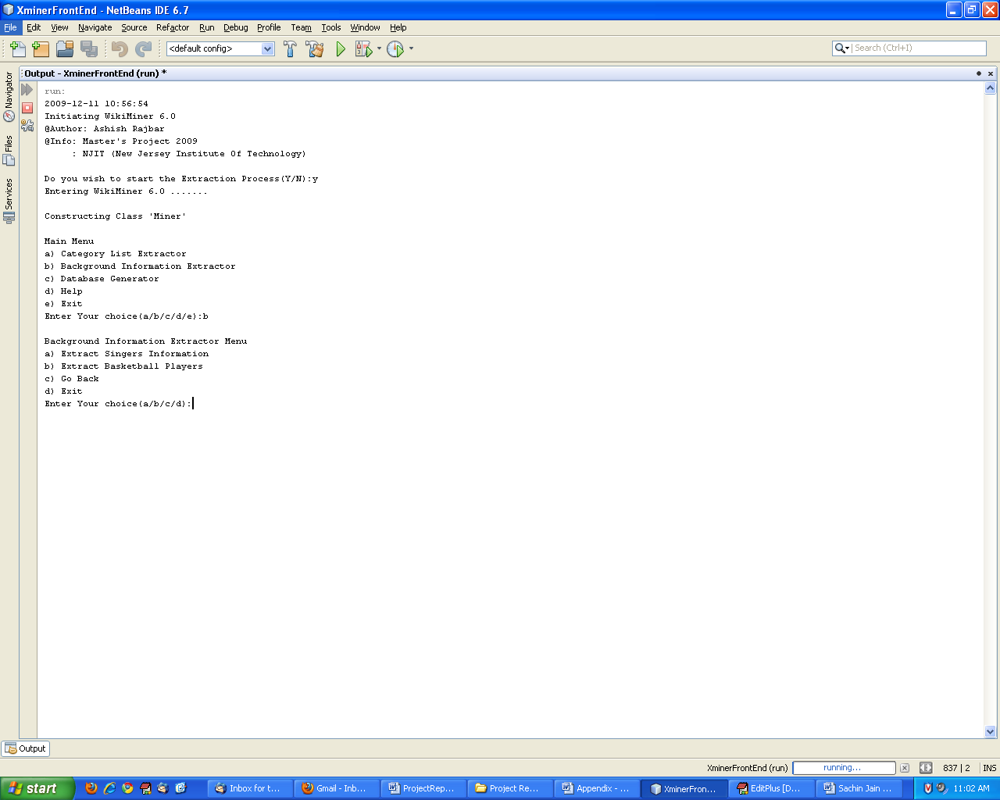 XminerFrontEnd - NetBeans IDE 6.7
File Edit View Navigate Source Refactor Run Debug Profile Team Tools Window Help
<default config>
Search (Ctrl+I)
Output - XminerFrontEnd (run) *
Navigator
Files
Services
run:
2009-12-11 10:56:54
Initiating WikiMiner 6.0
@Author: Ashish Rajbar
@Info: Master's Project 2009
: NJIT (New Jersey Institute Of Technology)
Do you wish to start the Extraction Process(Y/N):y
Entering WikiMiner 6.0 .......
Constructing Class 'Miner'
Main Menu
a) Category List Extractor
b) Background Information Extractor
c) Database Generator
d) Help
e) Exit
Enter Your choice(a/b/c/d/e):b
Background Information Extractor Menu
a) Extract Singers Information
b) Extract Basketball Players
c) Go Back
d) Exit
Enter Your choice(a/b/c/d):
Output
XminerFrontEnd (run) running... 837 | 2 INS
start Inbox for t... Gmail - Inb... ProjectRep... Project Re... Appendix - ... XminerFron... EditPlus [D... Sachin Jain ... 11:02 AM